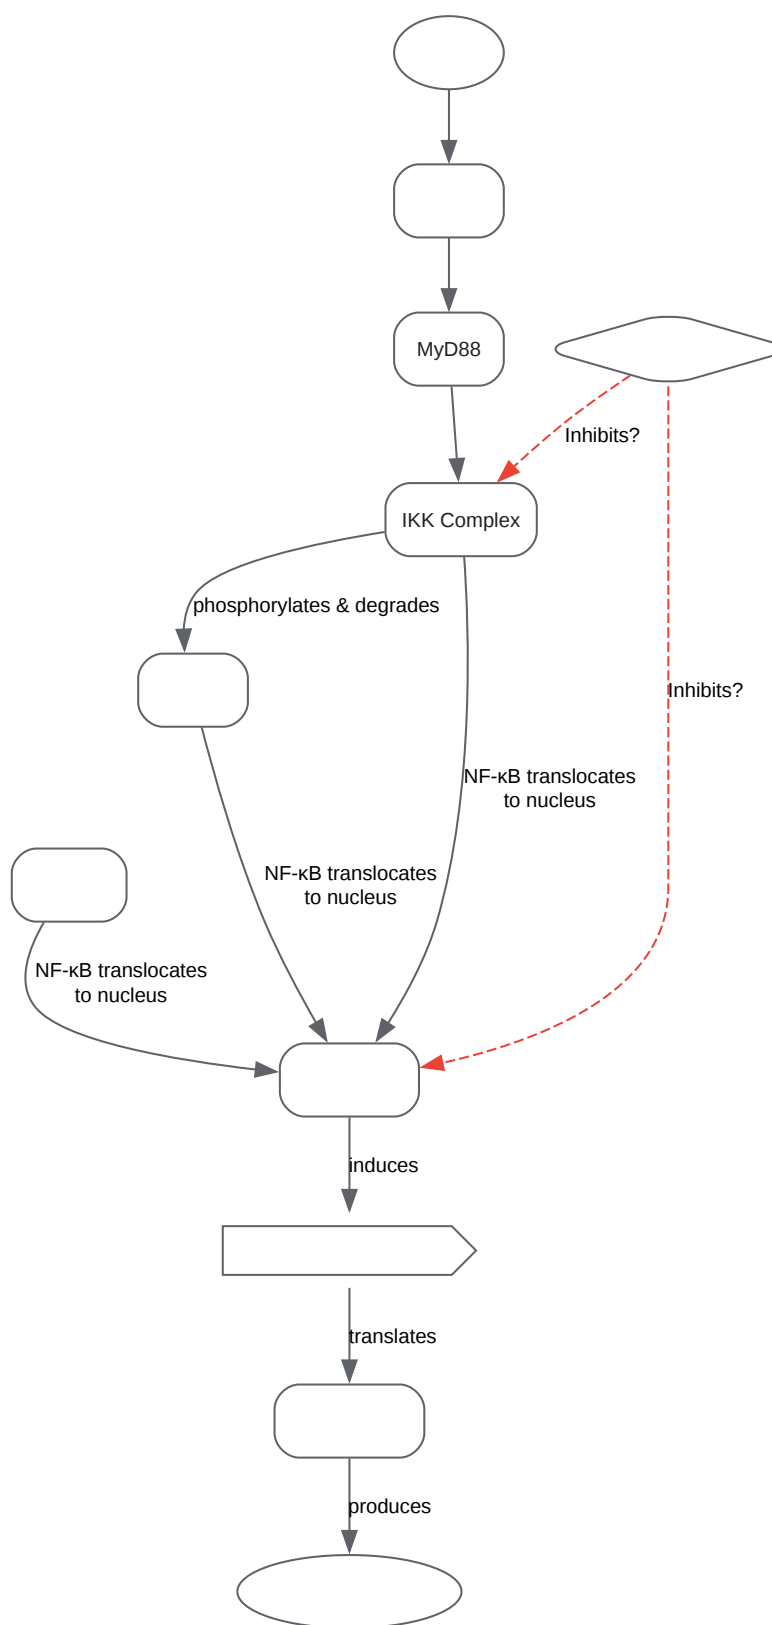 MyD88
Inhibits?
IKK Complex
phosphorylates & degrades
Inhibits?
NF-κB translocates
to nucleus
NF-κB translocates
to nucleus
NF-κB translocates
to nucleus
induces
translates
produces